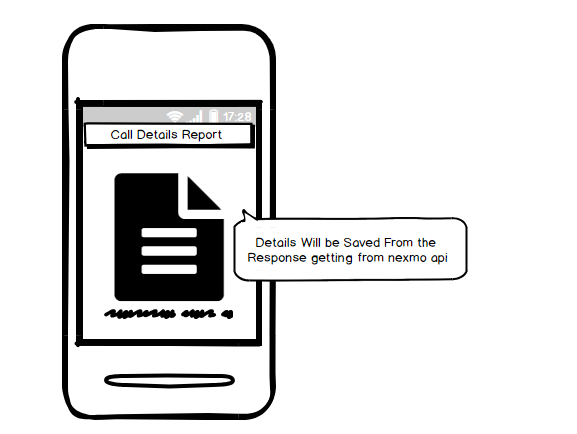 17:28
Call Details Report
Details Will be Saved From the
Response getting from nexmo api